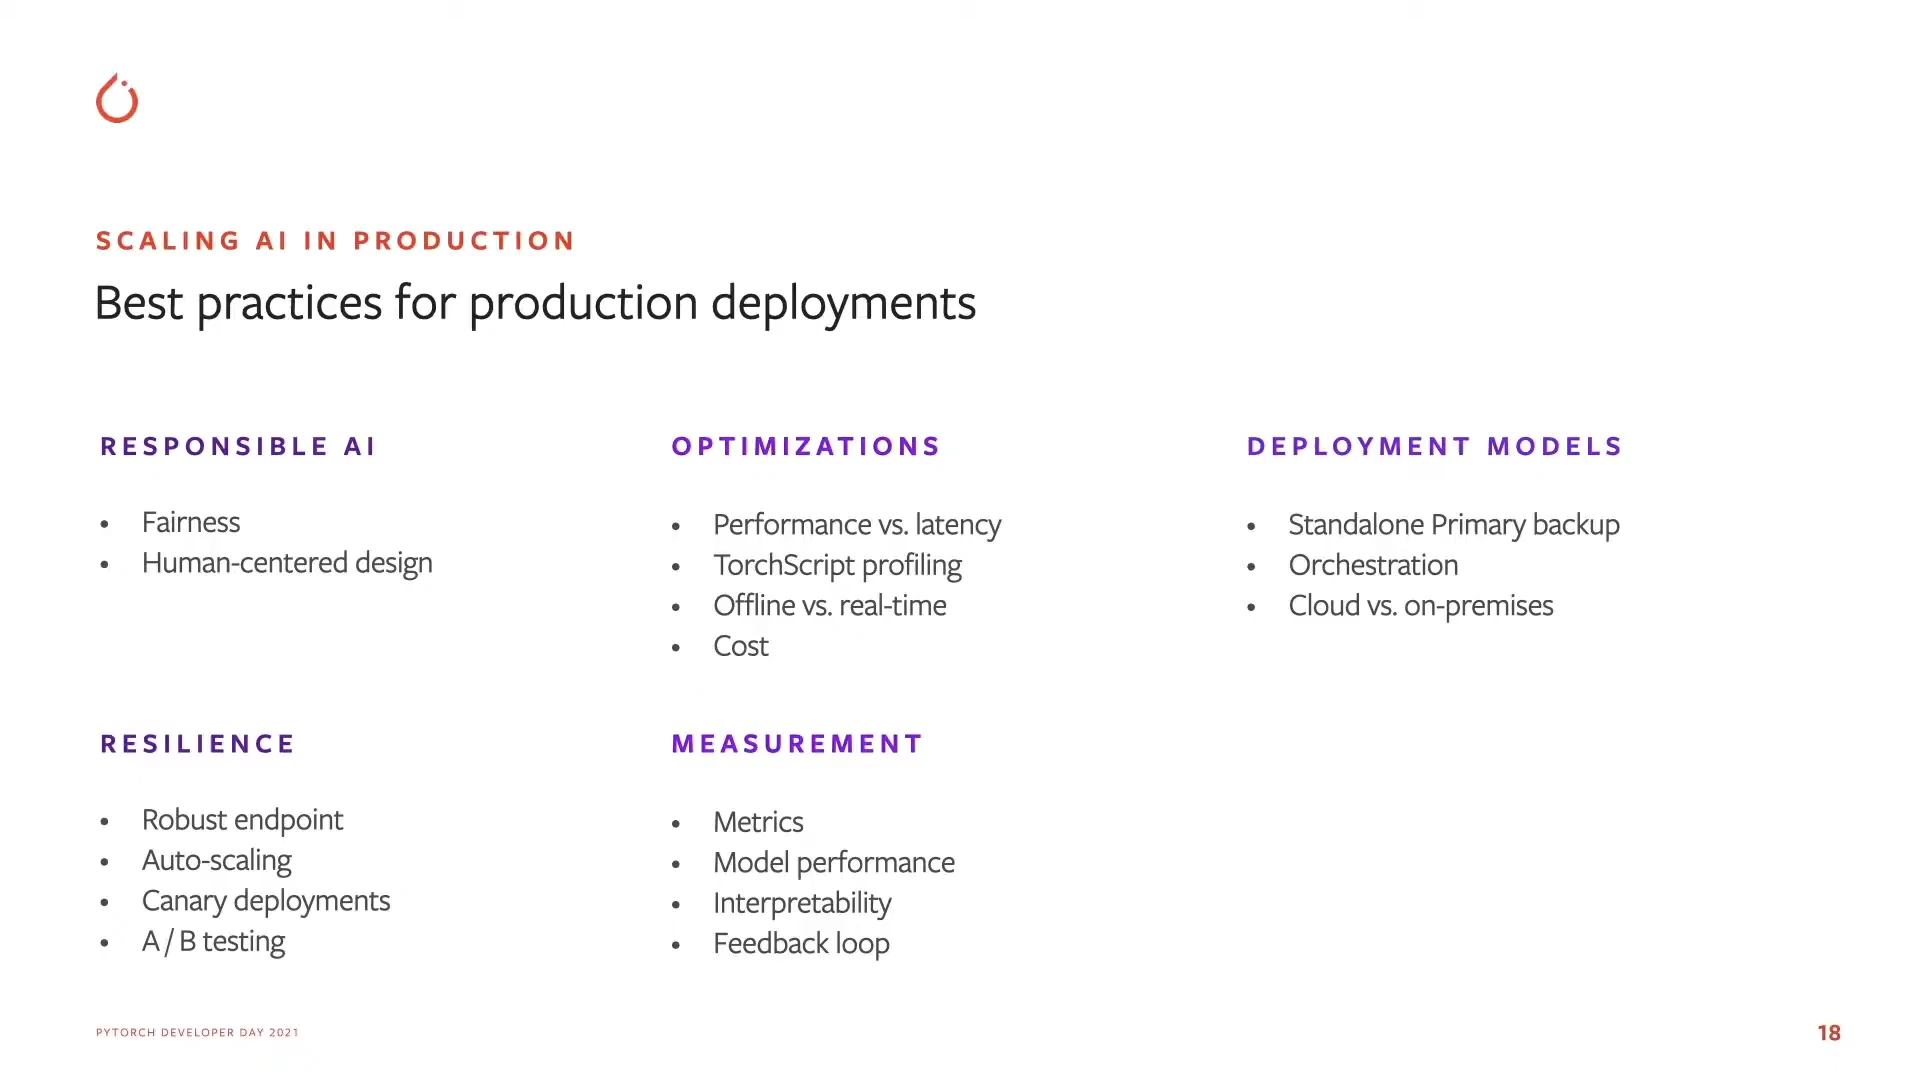 SCALING AI IN PRODUCTION
Best practices for production deployments
RESPONSIBLE AI
• Fairness
• Human-centered design
OPTIMIZATIONS
• Performance vs. latency
• TorchScript profiling
• Offline vs. real-time
• Cost
DEPLOYMENT MODELS
• Standalone Primary backup
• Orchestration
• Cloud vs. on-premises
RESILIENCE
• Robust endpoint
• Auto-scaling
• Canary deployments
• A / B testing
MEASUREMENT
• Metrics
• Model performance
• Interpretability
• Feedback loop
PYTORCH DEVELOPER DAY 2021
18